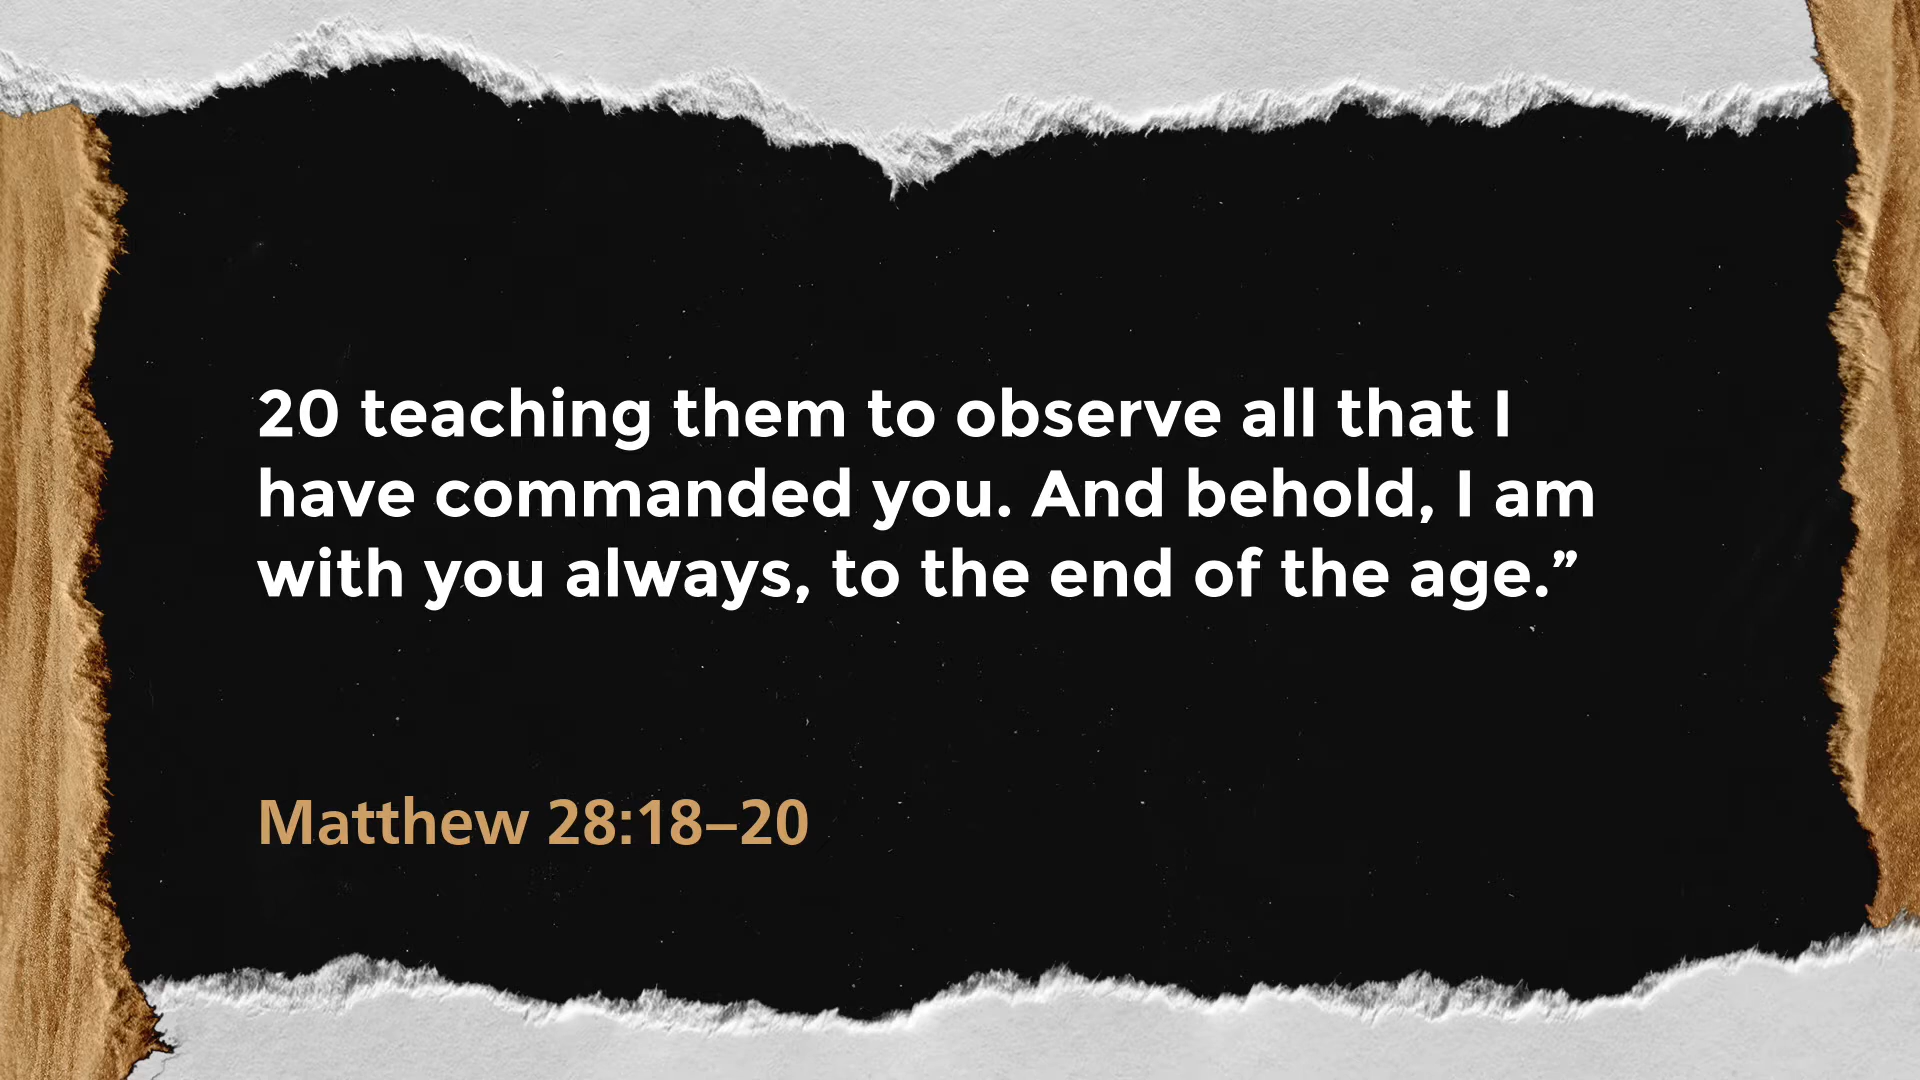 20 teaching them to observe all that I
have commanded you. And behold, I am
with you always, to the end of the age.”
Matthew 28:18–20